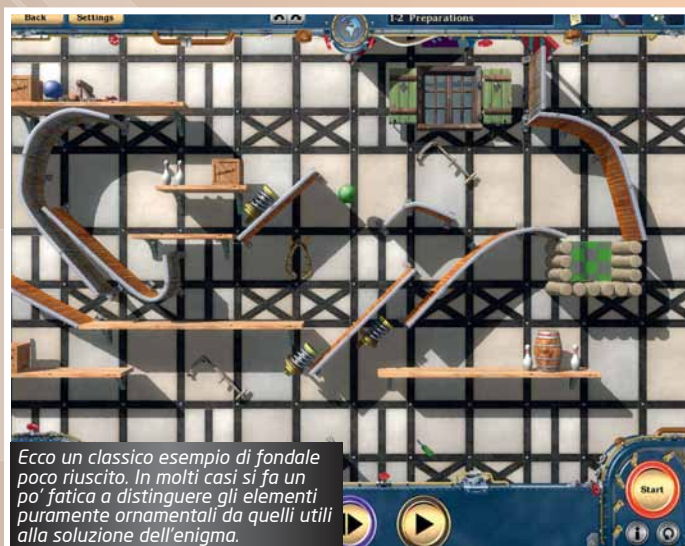 Back Settings 1-2 Preparations
Ecco un classico esempio di fondale
poco riuscito. In molti casi si fa un
po' fatica a distinguere gli elementi
puramente ornamentali da quelli utili
alla soluzione dell'enigma.
Start